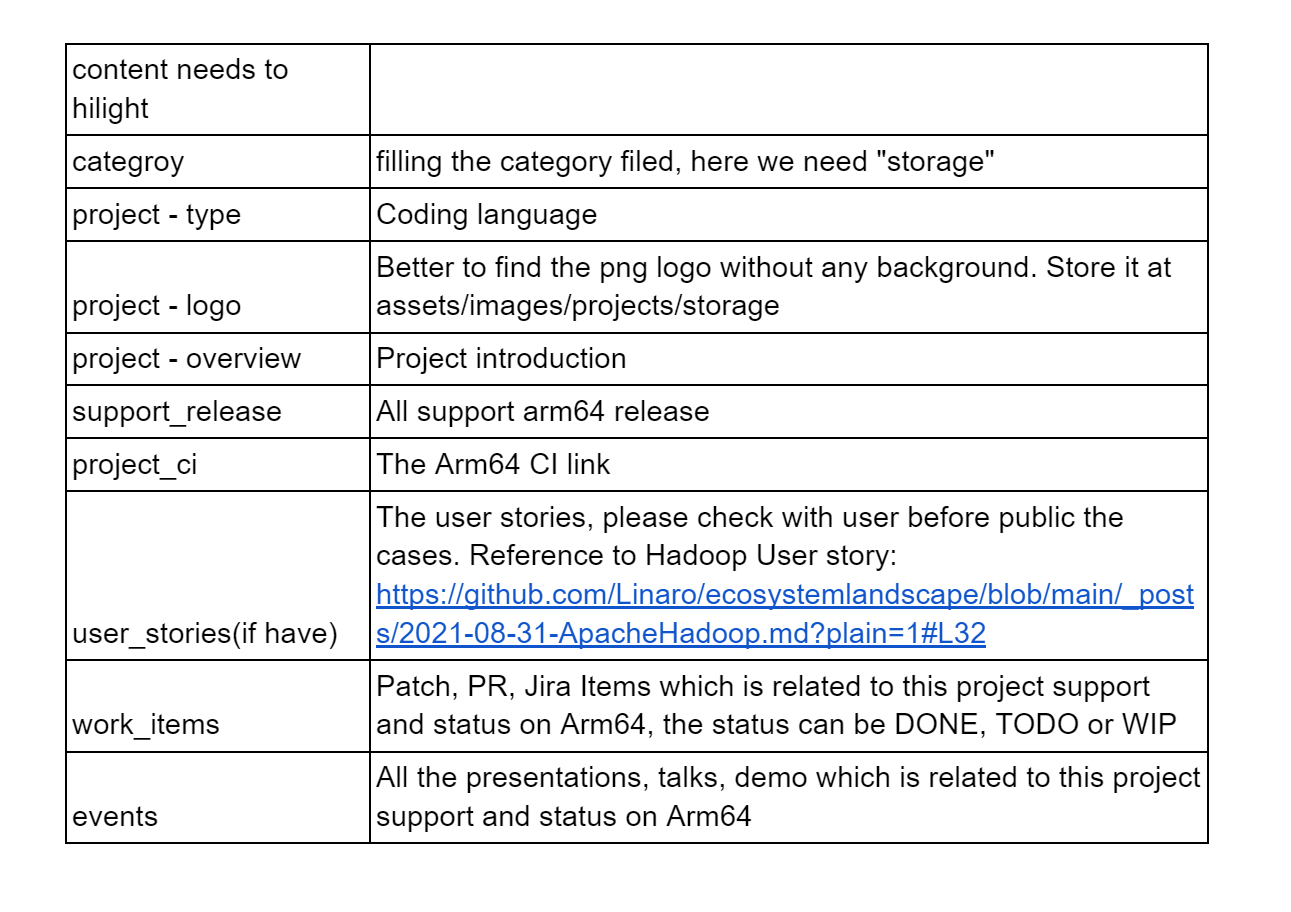 content needs to
hilight
categroy
filling the category filed, here we need "storage"
project - type
Coding language
project - logo
Better to find the png logo without any background. Store it at
assets/images/projects/storage
project - overview
Project introduction
support_release
All support arm64 release
project_ci
The Arm64 CI link
user_stories(if have)
The user stories, please check with user before public the
cases. Reference to Hadoop User story:
https://github.com/Linaro/ecosystemlandscape/blob/main/_post
s/2021-08-31-ApacheHadoop.md?plain=1#L32
work_items
Patch, PR, Jira Items which is related to this project support
and status on Arm64, the status can be DONE, TODO or WIP
events
All the presentations, talks, demo which is related to this project
support and status on Arm64